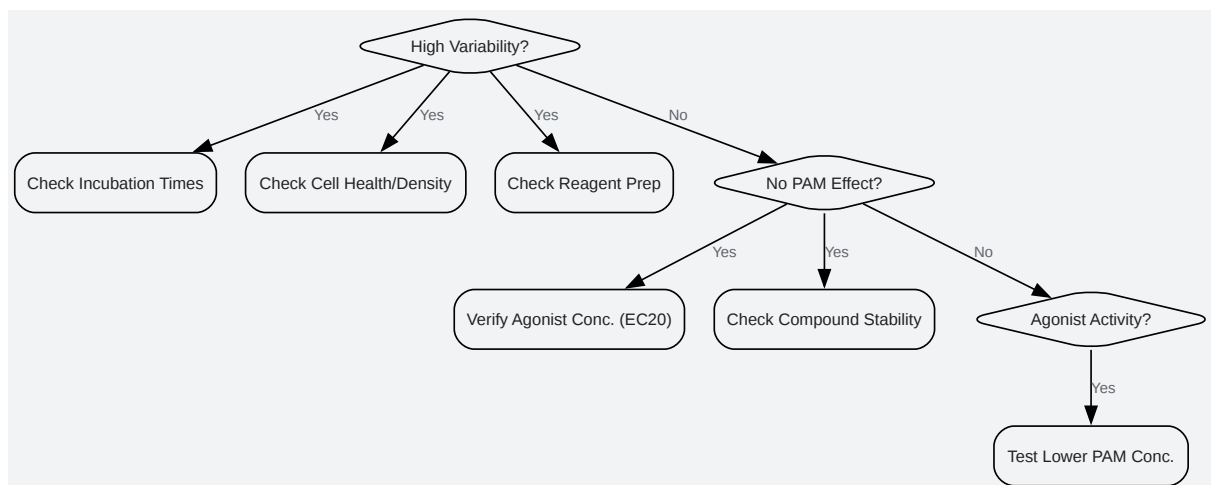 High Variability?
Yes
Yes
Yes
No
Check Incubation Times
Check Cell Health/Density
Check Reagent Prep
No PAM Effect?
Yes
Yes
No
Verify Agonist Conc. (EC20)
Check Compound Stability
Agonist Activity?
Yes
Test Lower PAM Conc.